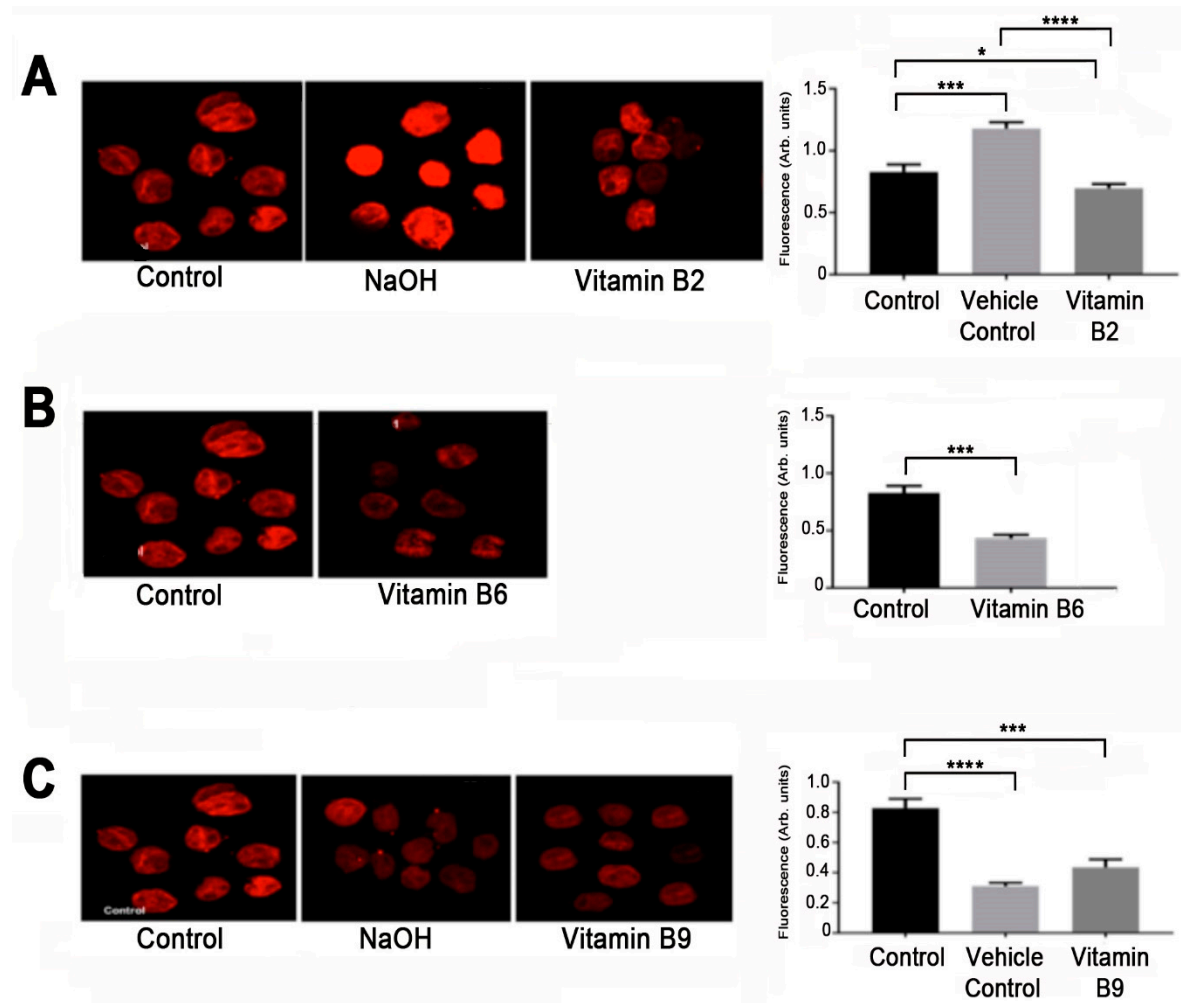 A
Control
NaOH
Vitamin B2
****
*
***
Fluorescence (Arb. units)
1.5
1.0
0.5
0
Control
Vehicle
Control
Vitamin
B2
B
Control
Vitamin B6
***
Fluorescence (Arb. units)
1.5
1.0
0.5
0
Control
Vitamin B6
C
Control
Control
NaOH
Vitamin B9
***
****
Fluorescence (Arb. units)
1.0
0.8
0.6
0.4
0.2
0
Control
Vehicle
Control
Vitamin
B9